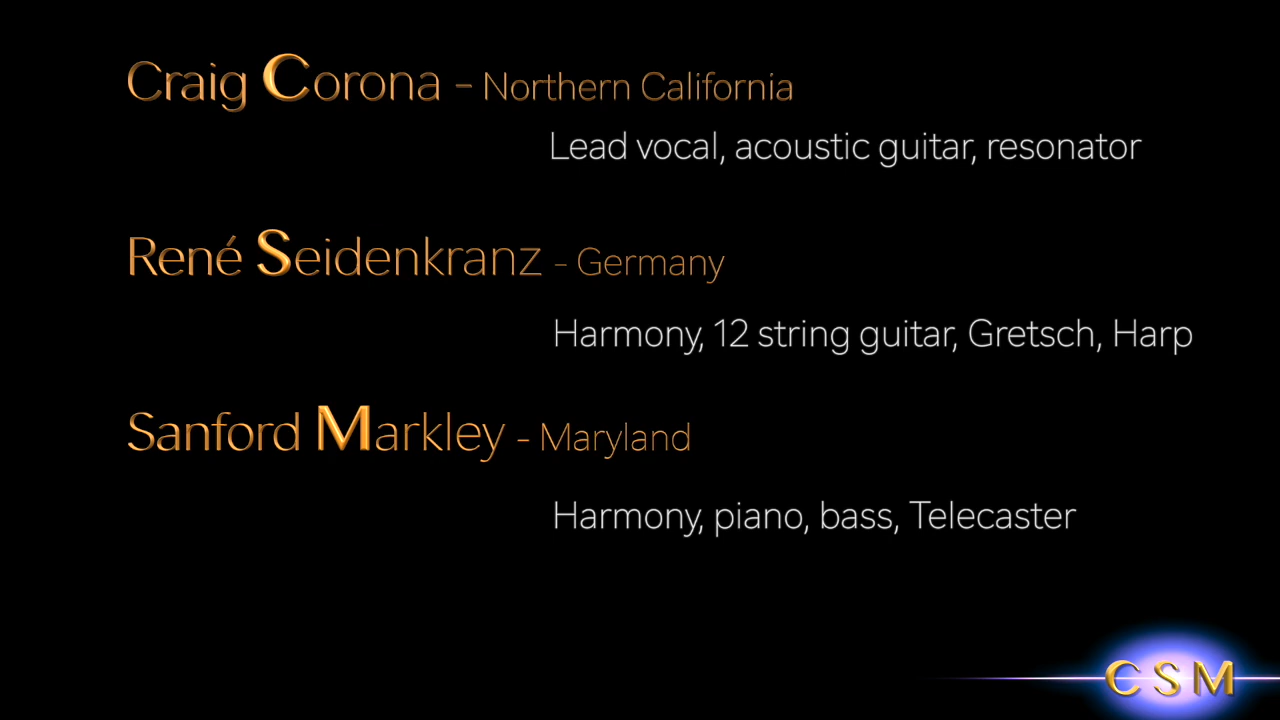 Craig Corona - Northern California
Lead vocal, acoustic guitar, resonator
René Seidenkranz - Germany
Harmony, 12 string guitar, Gretsch, Harp
Sanford Markley - Maryland
Harmony, piano, bass, Telecaster
C S M